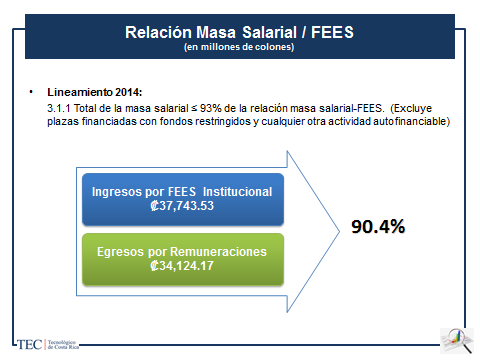 Relación Masa Salarial / FEES
(en millones de colones)
• Lineamiento 2014:
3.1.1 Total de la masa salarial ≤ 93% de la relación masa salarial-FEES. (Excluye
plazas financiadas con fondos restringidos y cualquier otra actividad autofinanciable)
Ingresos por FEES Institucional
₡37,743.53
90.4%
Egresos por Remuneraciones
₡34,124.17
TEC | Tecnológico
de Costa Rica